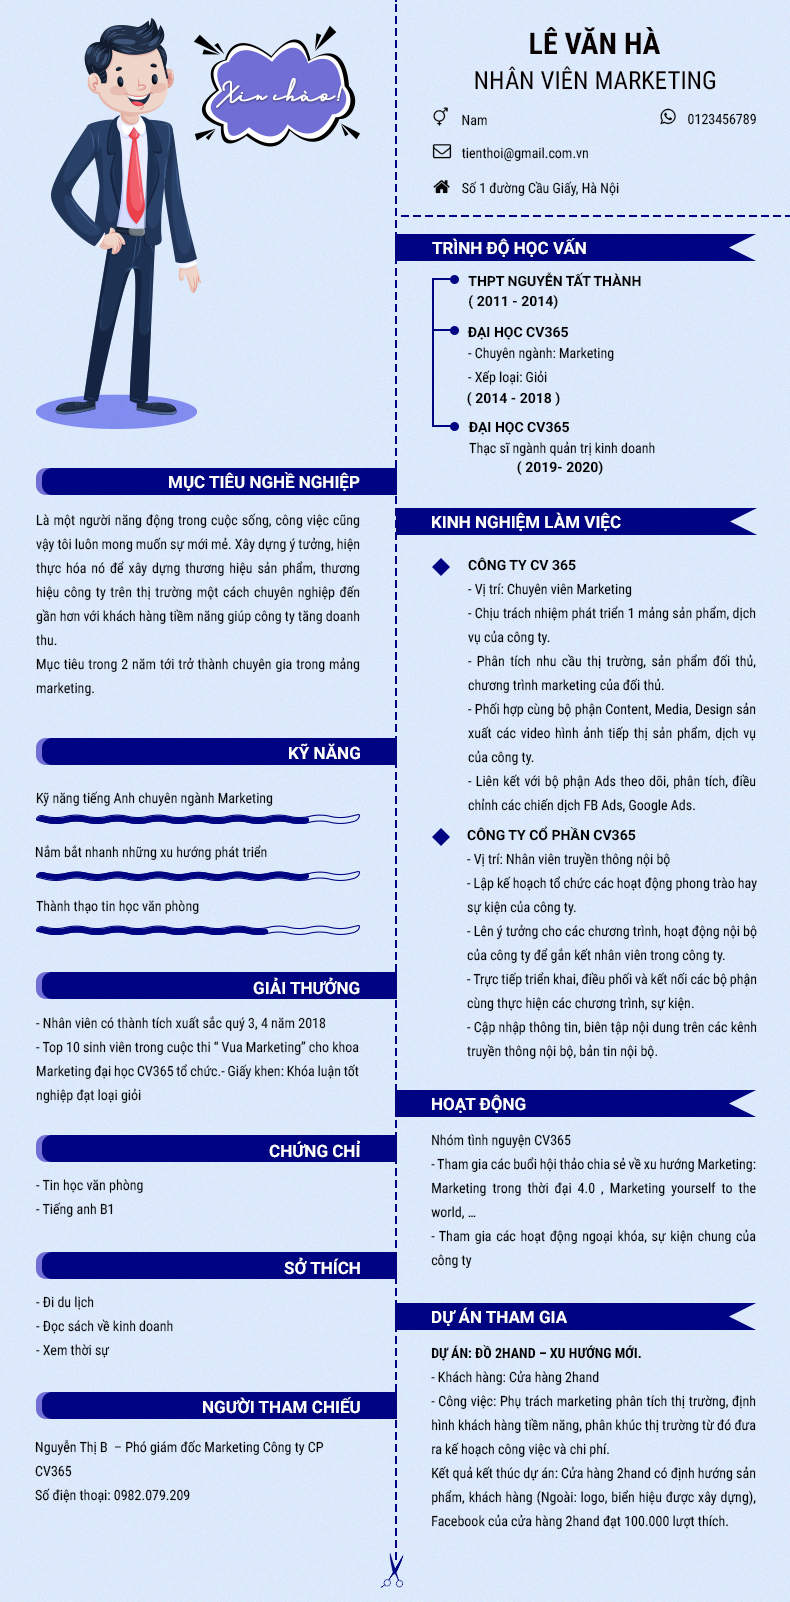 Xin chào!
LÊ VĂN HÀ
NHÂN VIÊN MARKETING
Nam
0123456789
tienthoi@gmail.com.vn
Số 1 đường Cầu Giấy, Hà Nội
MỤC TIÊU NGHỀ NGHIỆP
Là một người năng động trong cuộc sống, công việc cũng
vậy tôi luôn mong muốn sự mới mẻ. Xây dựng ý tưởng, hiện
thực hóa nó để xây dựng thương hiệu sản phẩm, thương
hiệu công ty trên thị trường một cách chuyên nghiệp đến
gần hơn với khách hàng tiềm năng giúp công ty tăng doanh
thu.
Mục tiêu trong 2 năm tới trở thành chuyên gia trong mảng
marketing.
KỸ NĂNG
Kỹ năng tiếng Anh chuyên ngành Marketing
Nắm bắt nhanh những xu hướng phát triển
Thành thạo tin học văn phòng
GIẢI THƯỞNG
- Nhân viên có thành tích xuất sắc quý 3, 4 năm 2018
- Top 10 sinh viên trong cuộc thi “ Vua Marketing” cho khoa
Marketing đại học CV365 tổ chức.- Giấy khen: Khóa luận tốt
nghiệp đạt loại giỏi
CHỨNG CHỈ
- Tin học văn phòng
- Tiếng anh B1
SỞ THÍCH
- Đi du lịch
- Đọc sách về kinh doanh
- Xem thời sự
NGƯỜI THAM CHIẾU
Nguyễn Thị B – Phó giám đốc Marketing Công ty CP
CV365
Số điện thoại: 0982.079.209
TRÌNH ĐỘ HỌC VẤN
THPT NGUYỄN TẤT THÀNH
( 2011 - 2014)
ĐẠI HỌC CV365
- Chuyên ngành: Marketing
- Xếp loại: Giỏi
( 2014 - 2018 )
ĐẠI HỌC CV365
Thạc sĩ ngành quản trị kinh doanh
( 2019- 2020)
KINH NGHIỆM LÀM VIỆC
CÔNG TY CV 365
- Vị trí: Chuyên viên Marketing
- Chịu trách nhiệm phát triển 1 mảng sản phẩm, dịch
vụ của công ty.
- Phân tích nhu cầu thị trường, sản phẩm đối thủ,
chương trình marketing của đối thủ.
- Phối hợp cùng bộ phận Content, Media, Design sản
xuất các video hình ảnh tiếp thị sản phẩm, dịch vụ
của công ty.
- Liên kết với bộ phận Ads theo dõi, phân tích, điều
chỉnh các chiến dịch FB Ads, Google Ads.
CÔNG TY CỔ PHẦN CV365
- Vị trí: Nhân viên truyền thông nội bộ
- Lập kế hoạch tổ chức các hoạt động phong trào hay
sự kiện của công ty.
- Lên ý tưởng cho các chương trình, hoạt động nội bộ
của công ty để gắn kết nhân viên trong công ty.
- Trực tiếp triển khai, điều phối và kết nối các bộ phận
cùng thực hiện các chương trình, sự kiện.
- Cập nhập thông tin, biên tập nội dung trên các kênh
truyền thông nội bộ, bản tin nội bộ.
HOẠT ĐỘNG
Nhóm tình nguyện CV365
- Tham gia các buổi hội thảo chia sẻ về xu hướng Marketing:
Marketing trong thời đại 4.0 , Marketing yourself to the
world, ...
- Tham gia các hoạt động ngoại khóa, sự kiện chung của
công ty
DỰ ÁN THAM GIA
DỰ ÁN: ĐỒ 2HAND – XU HƯỚNG MỚI.
- Khách hàng: Cửa hàng 2hand
- Công việc: Phụ trách marketing phân tích thị trường, định
hình khách hàng tiềm năng, phân khúc thị trường từ đó đưa
ra kế hoạch công việc và chi phí.
Kết quả kết thúc dự án: Cửa hàng 2hand có định hướng sản
phẩm, khách hàng (Ngoài: logo, biển hiệu được xây dựng),
Facebook của cửa hàng 2hand đạt 100.000 lượt thích.